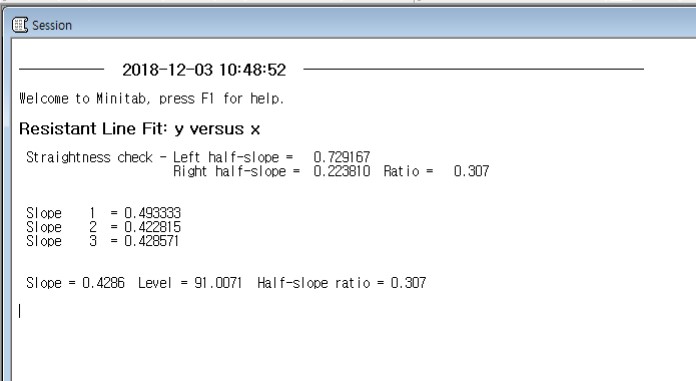 Session
2018-12-03 10:48:52
Welcome to Minitab, press F1 for help.
Resistant Line Fit: y versus x
Straightness check - Left half-slope = 0.729167
Right half-slope = 0.223810 Ratio = 0.307
Slope 1 = 0.493333
Slope 2 = 0.422815
Slope 3 = 0.428571
Slope = 0.4286 Level = 91.0071 Half-slope ratio = 0.307